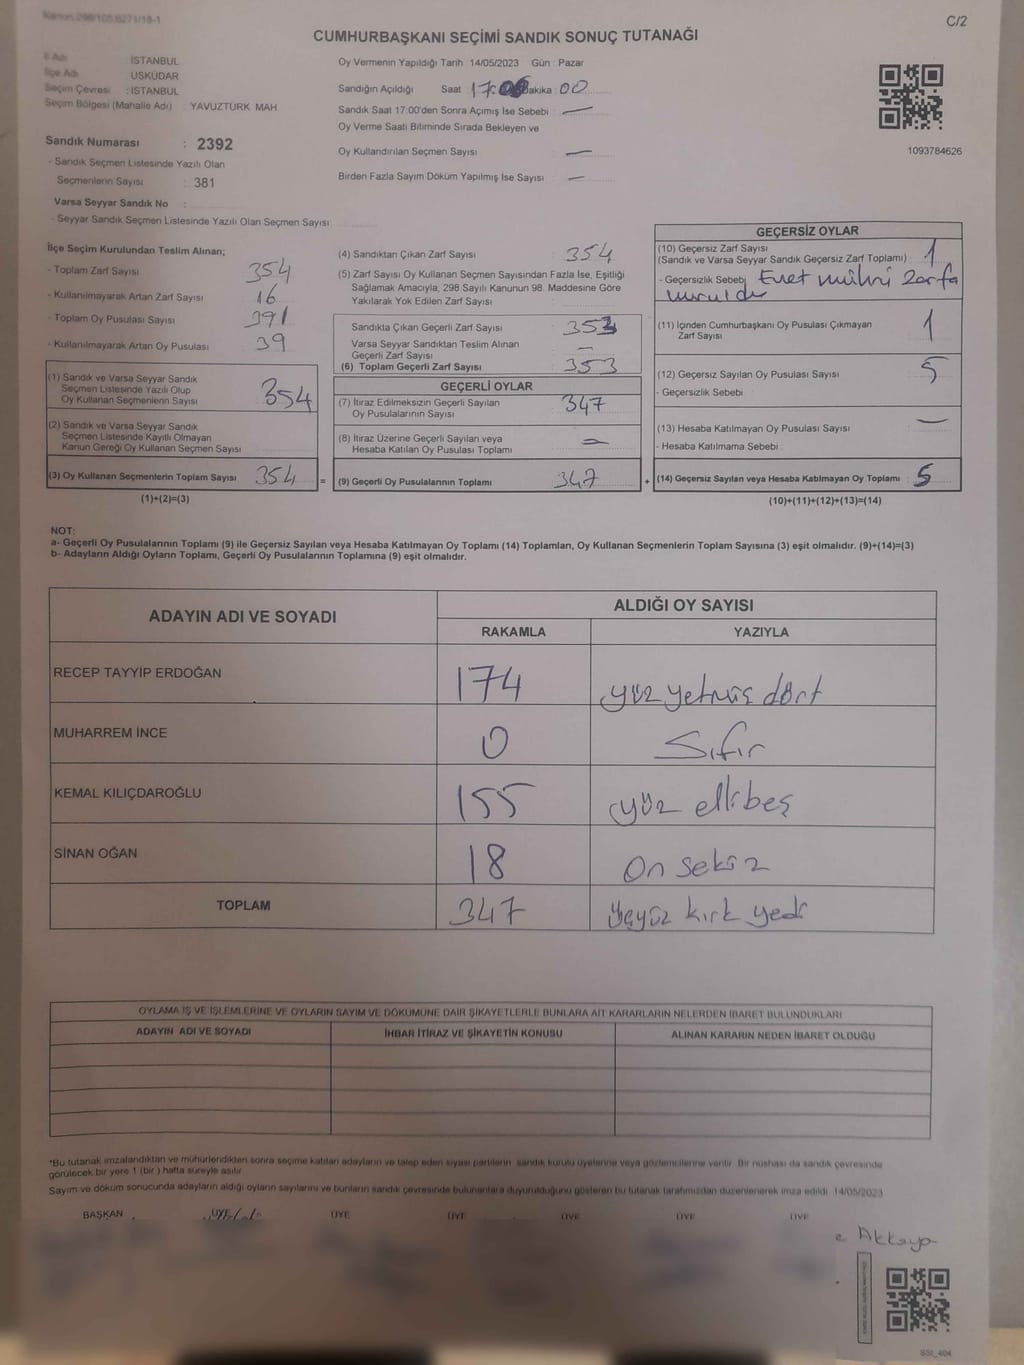 Kanun:298/105,6271/18-1
C/2
CUMHURBAŞKANI SEÇİMİ SANDIK SONUÇ TUTANAĞI
İl Adı : İSTANBUL
İlçe Adı : ÜSKÜDAR
Seçim Çevresi : İSTANBUL
Seçim Bölgesi (Mahalle Adı) : YAVUZTÜRK MAH
Sandık Numarası : 2392
- Sandık Seçmen Listesinde Yazılı Olan
Seçmenlerin Sayısı : 381
Varsa Seyyar Sandık No :
- Seyyar Sandık Seçmen Listesinde Yazılı Olan Seçmen Sayısı:
Oy Vermenin Yapıldığı Tarih : 14/05/2023 Gün : Pazar
Sandığın Açıldığı Saat : 17:00 Dakika : 00
Sandık Saat 17:00'den Sonra Açılmış İse Sebebi : —
Oy Verme Saati Bitiminde Sırada Bekleyen ve
Oy Kullandırılan Seçmen Sayısı : —
Birden Fazla Sayım Döküm Yapılmış İse Sayısı : —
1093784626
İlçe Seçim Kurulundan Teslim Alınan;
- Toplam Zarf Sayısı : 354
- Kullanılmayarak Artan Zarf Sayısı : 16
- Toplam Oy Pusulası Sayısı : 391
- Kullanılmayarak Artan Oy Pusulası : 39
(1) Sandık ve Varsa Seyyar Sandık
Seçmen Listesinde Yazılı Olup
Oy Kullanan Seçmenlerin Sayısı : 354
(2) Sandık ve Varsa Seyyar Sandık
Seçmen Listesinde Kayıtlı Olmayan
Kanun Gereği Oy Kullanan Seçmen Sayısı :
(3) Oy Kullanan Seçmenlerin Toplam Sayısı : 354
(1)+(2)=(3)
=
(4) Sandıktan Çıkan Zarf Sayısı : 354
(5) Zarf Sayısı Oy Kullanan Seçmen Sayısından Fazla İse, Eşitliği
Sağlamak Amacıyla, 298 Sayılı Kanunun 98. Maddesine Göre
Yakılarak Yok Edilen Zarf Sayısı :
Sandıkta Çıkan Geçerli Zarf Sayısı : 353
Varsa Seyyar Sandıktan Teslim Alınan
Geçerli Zarf Sayısı : —
(6) Toplam Geçerli Zarf Sayısı : 353
GEÇERLİ OYLAR
(7) İtiraz Edilmeksizin Geçerli Sayılan
Oy Pusulalarının Sayısı : 347
(8) İtiraz Üzerine Geçerli Sayılan veya
Hesaba Katılan Oy Pusulası Toplamı : —
(9) Geçerli Oy Pusulalarının Toplamı : 347
+
GEÇERSİZ OYLAR
(10) Geçersiz Zarf Sayısı
(Sandık ve Varsa Seyyar Sandık Geçersiz Zarf Toplamı) : 1
- Geçersizlik Sebebi : Evet mührü zarfa
vuruldu
(11) İçinden Cumhurbaşkanı Oy Pusulası Çıkmayan
Zarf Sayısı : 1
(12) Geçersiz Sayılan Oy Pusulası Sayısı : 5
- Geçersizlik Sebebi :
(13) Hesaba Katılmayan Oy Pusulası Sayısı : —
- Hesaba Katılmama Sebebi :
(14) Geçersiz Sayılan veya Hesaba Katılmayan Oy Toplamı : 5
(10)+(11)+(12)+(13)=(14)
NOT:
a- Geçerli Oy Pusulalarının Toplamı (9) ile Geçersiz Sayılan veya Hesaba Katılmayan Oy Toplamı (14) Toplamları, Oy Kullanan Seçmenlerin Toplam Sayısına (3) eşit olmalıdır. (9)+(14)=(3)
b- Adayların Aldığı Oyların Toplamı, Geçerli Oy Pusulalarının Toplamına (9) eşit olmalıdır.
ADAYIN ADI VE SOYADI
ALDIĞI OY SAYISI
RAKAMLA YAZIYLA
RECEP TAYYİP ERDOĞAN 174 yüz yetmiş dört
MUHARREM İNCE 0 Sıfır
KEMAL KILIÇDAROĞLU 155 yüz ellibeş
SİNAN OĞAN 18 On sekiz
TOPLAM 347 üçyüz kırk yedi
OYLAMA İŞ VE İŞLEMLERİNE VE OYLARIN SAYIM VE DÖKÜMÜNE DAİR ŞİKAYETLERLE BUNLARA AİT KARARLARIN NELERDEN İBARET BULUNDUKLARI
ADAYIN ADI VE SOYADI İHBAR İTİRAZ VE ŞİKAYETİN KONUSU ALINAN KARARIN NEDEN İBARET OLDUĞU
*Bu tutanak imzalandıktan ve mühürlendikten sonra seçime katılan adayların ve talep eden siyasi partilerin sandık kurulu üyelerine veya gözlemcilerine verilir. Bir nüshası da sandık çevresinde
görülecek bir yere 1 (bir) hafta süreyle asılır.
Sayım ve döküm sonucunda adayların aldığı oyların sayılarını ve bunların sandık çevresinde bulunanlara duyurulduğunu gösteren bu tutanak tarafımızdan düzenlenerek imza edildi. 14/05/2023
BAŞKAN ÜYE ÜYE ÜYE ÜYE ÜYE ÜYE
Akkaya
SSI_404